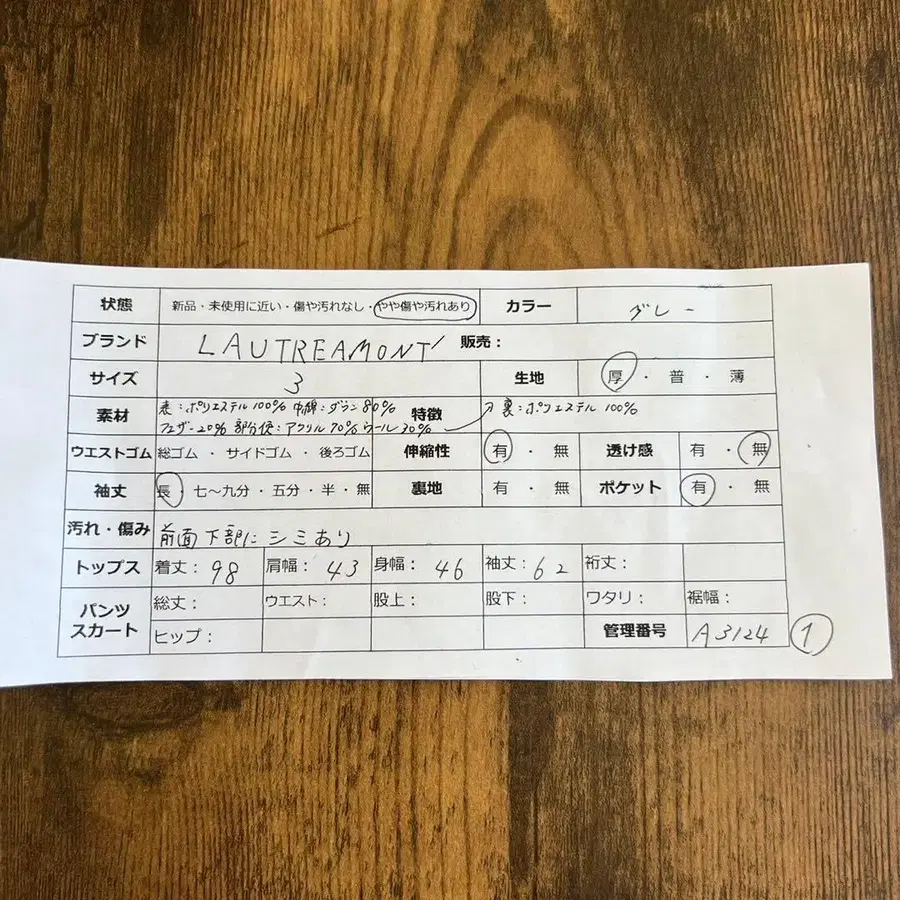 状態 新品・未使用に近い・傷や汚れなし・やや傷や汚れあり カラー グレー
ブランド LAUTREAMONT 販売:
サイズ 3 生地 厚・普・薄
素材 表:ポリエステル100% 中綿:ダウン80% 特徴 裏:ポリエステル100%
フェザー20% 部分使:アクリル70%ウール30%
ウエストゴム 総ゴム・サイドゴム・後ろゴム 伸縮性 有・無 透け感 有・無
袖丈 長・七~九分・五分・半・無 裏地 有・無 ポケット 有・無
汚れ・傷み 前面下部にシミあり
トップス 着丈:98 肩幅:43 身幅:46 袖丈:62 裄丈:
パンツ スカート 総丈: ウエスト: 股上: 股下: ワタリ: 裾幅:
ヒップ: 管理番号 A3124 1